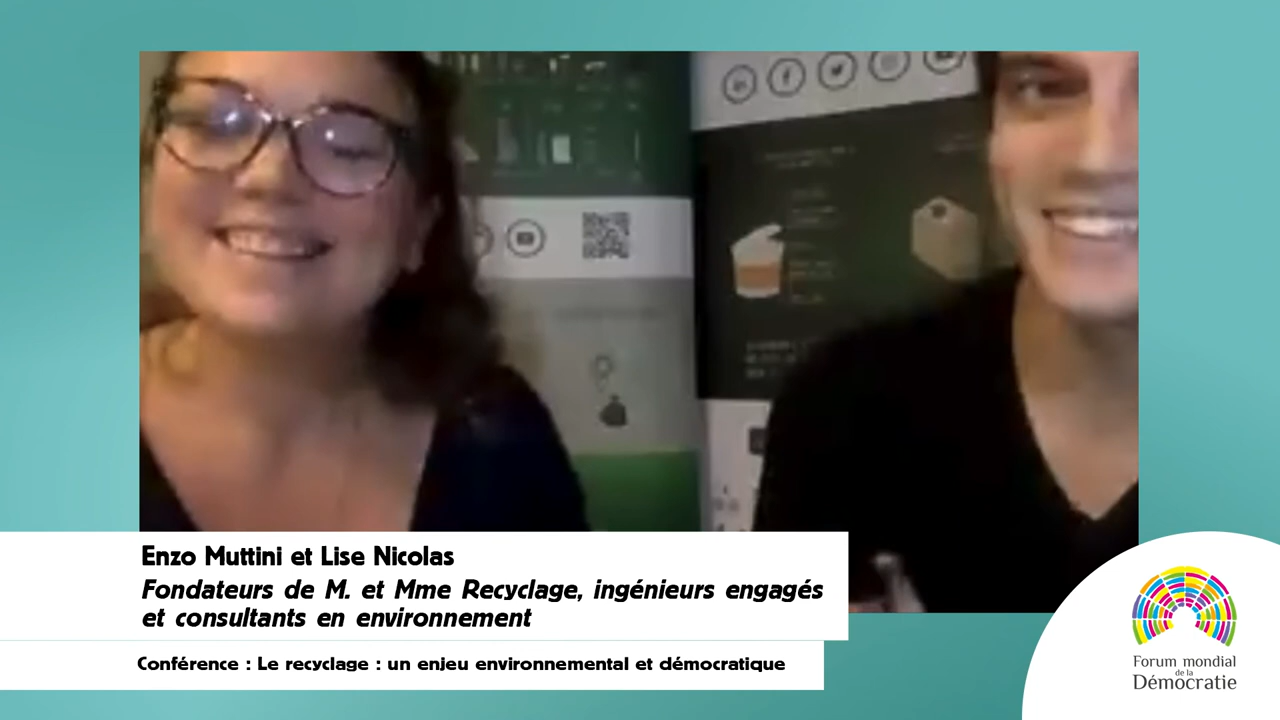 Enzo Muttini et Lise Nicolas
Fondateurs de M. et Mme Recyclage, ingénieurs engagés
et consultants en environnement
Conférence : Le recyclage : un enjeu environnemental et démocratique
Forum mondial
de la
Démocratie